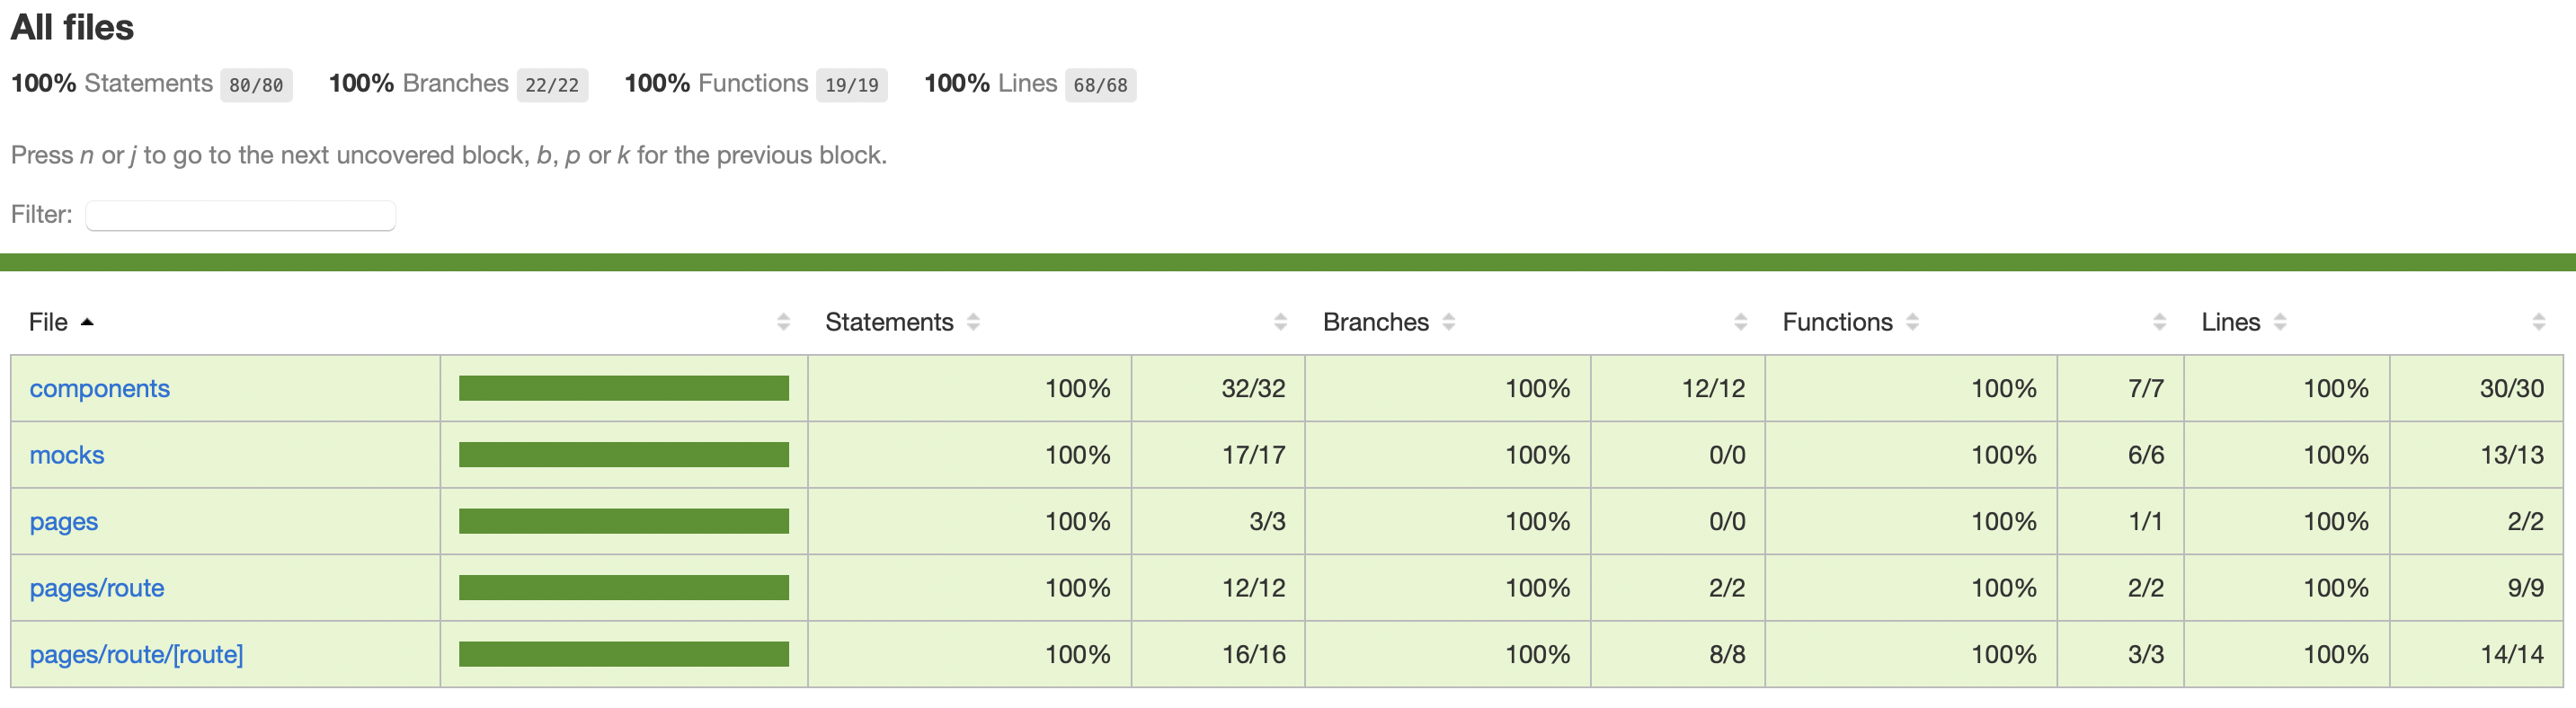 All files
100% Statements 80/80 100% Branches 22/22 100% Functions 19/19 100% Lines 68/68
Press n or j to go to the next uncovered block, b, p or k for the previous block.
Filter:
File Statements Branches Functions Lines
components 100% 32/32 100% 12/12 100% 7/7 100% 30/30
mocks 100% 17/17 100% 0/0 100% 6/6 100% 13/13
pages 100% 3/3 100% 0/0 100% 1/1 100% 2/2
pages/route 100% 12/12 100% 2/2 100% 2/2 100% 9/9
pages/route/[route] 100% 16/16 100% 8/8 100% 3/3 100% 14/14